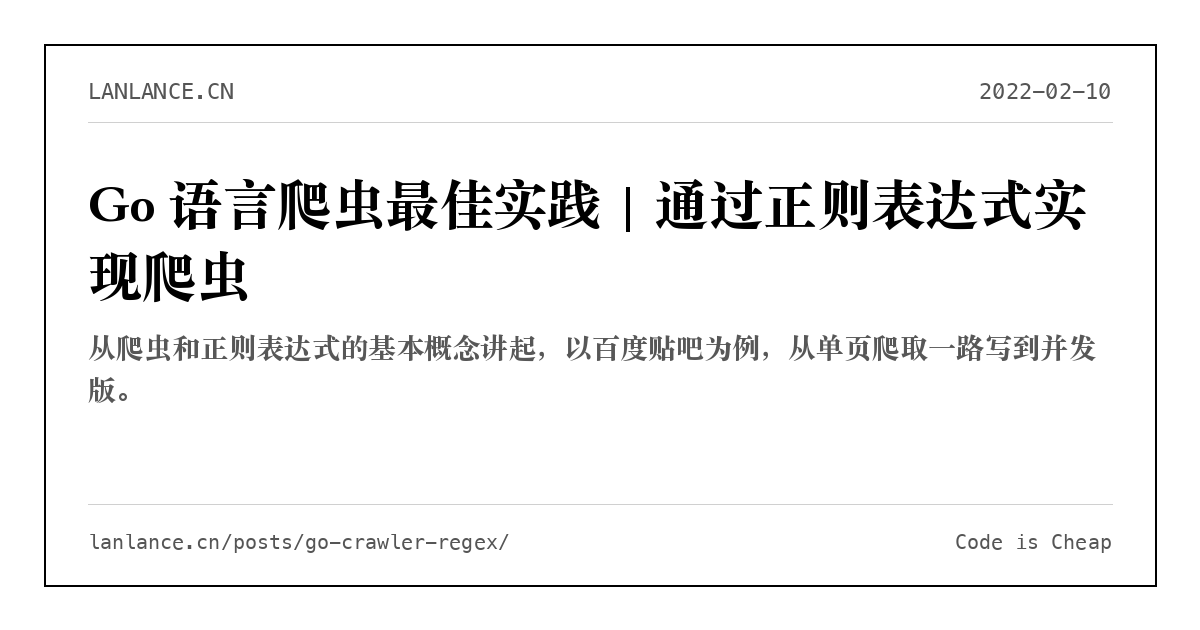 LANLANCE.CN
2022-02-10
Go 语言爬虫最佳实践 | 通过正则表达式实
现爬虫
从爬虫和正则表达式的基本概念讲起，以百度贴吧为例，从单页爬取一路写到并发
版。
lanlance.cn/posts/go-crawler-regex/
Code is Cheap